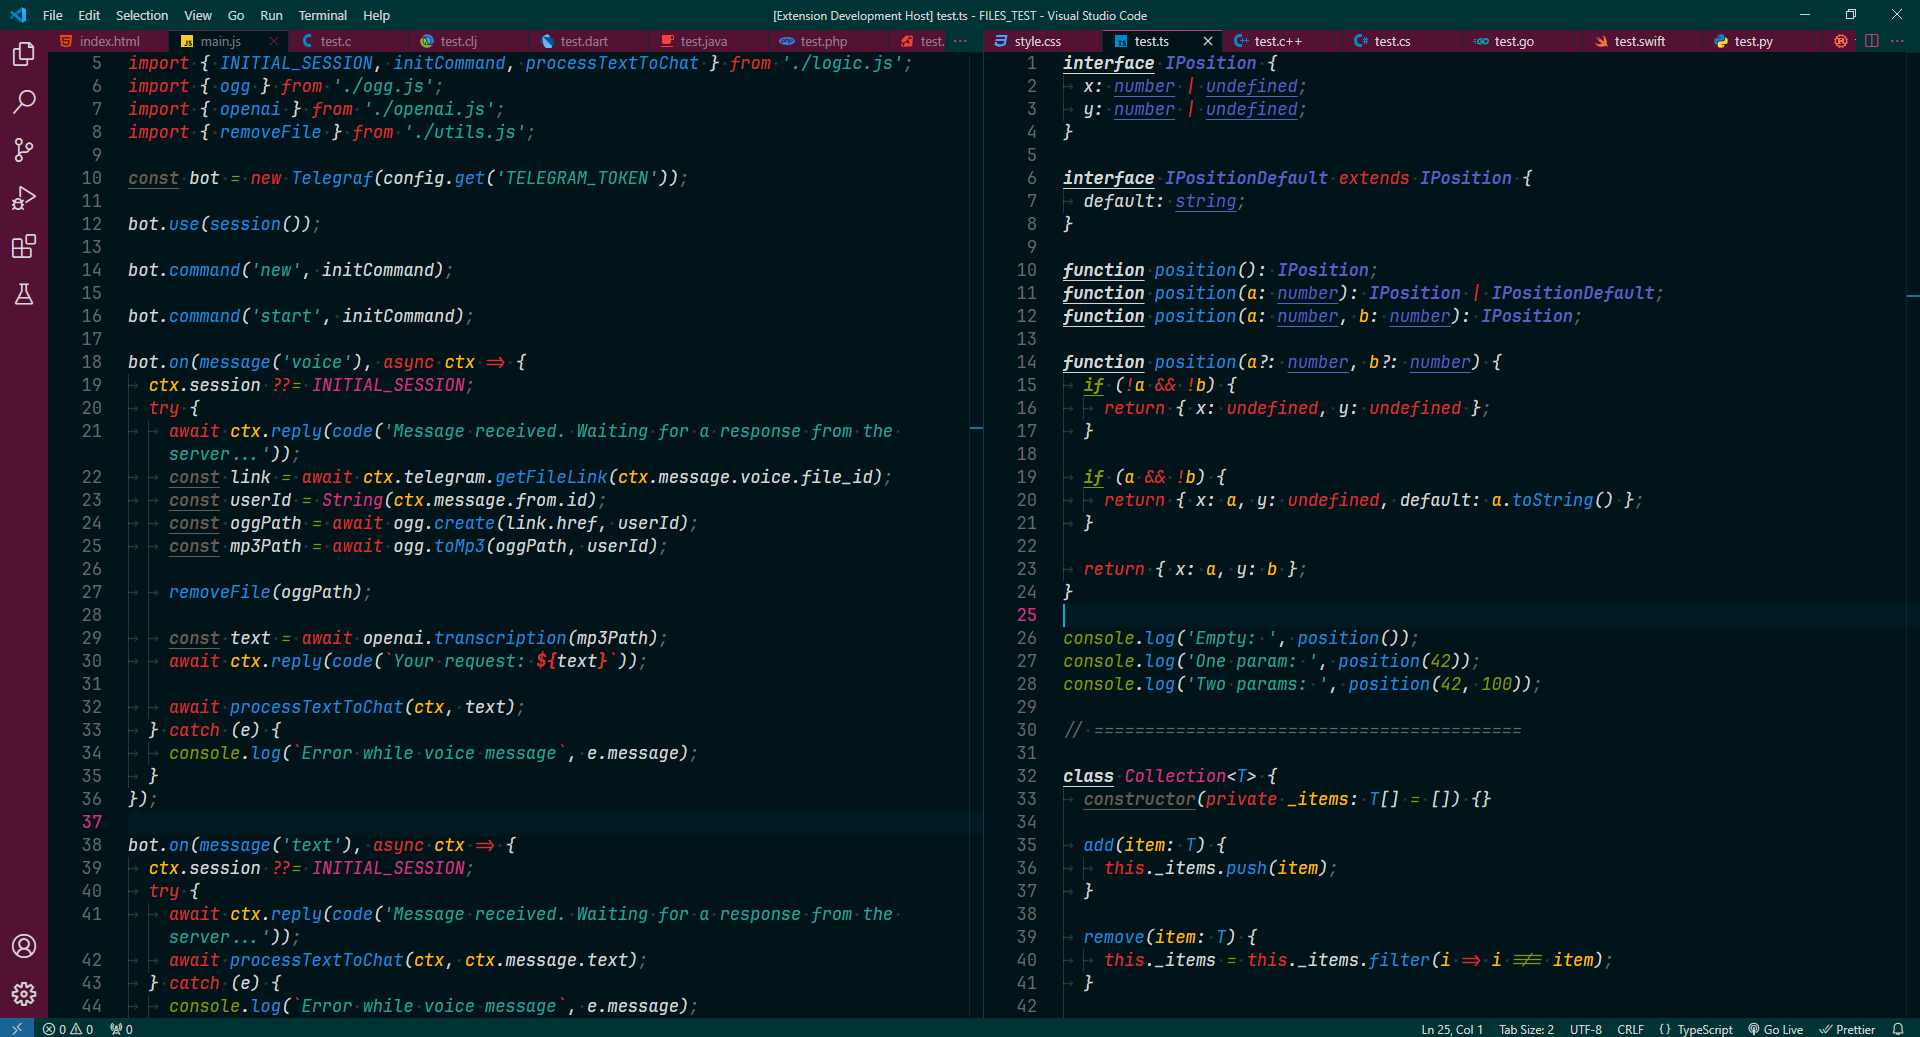 File Edit Selection View Go Run Terminal Help
[Extension Development Host] test.ts - FILES_TEST - Visual Studio Code
index.html main.js test.c test.clj test.dart test.java test.php test. ···
5 import { INITIAL_SESSION, initCommand, processTextToChat } from './logic.js';
6 import { ogg } from './ogg.js';
7 import { openai } from './openai.js';
8 import { removeFile } from './utils.js';
9
10 const bot = new Telegraf(config.get('TELEGRAM_TOKEN'));
11
12 bot.use(session());
13
14 bot.command('new', initCommand);
15
16 bot.command('start', initCommand);
17
18 bot.on(message('voice'), async ctx => {
19 ctx.session ??= INITIAL_SESSION;
20 try {
21 await ctx.reply(code('Message received. Waiting for a response from the
server...'));
22 const link = await ctx.telegram.getFileLink(ctx.message.voice.file_id);
23 const userId = String(ctx.message.from.id);
24 const oggPath = await ogg.create(link.href, userId);
25 const mp3Path = await ogg.toMp3(oggPath, userId);
26
27 removeFile(oggPath);
28
29 const text = await openai.transcription(mp3Path);
30 await ctx.reply(code(`Your request: ${text}`));
31
32 await processTextToChat(ctx, text);
33 } catch (e) {
34 console.log(`Error while voice message`, e.message);
35 }
36 });
37
38 bot.on(message('text'), async ctx => {
39 ctx.session ??= INITIAL_SESSION;
40 try {
41 await ctx.reply(code('Message received. Waiting for a response from the
server...'));
42 await processTextToChat(ctx, ctx.message.text);
43 } catch (e) {
44 console.log(`Error while voice message`, e.message);
style.css test.ts test.c++ test.cs test.go test.swift test.py
1 interface IPosition {
2 x: number | undefined;
3 y: number | undefined;
4 }
5
6 interface IPositionDefault extends IPosition {
7 default: string;
8 }
9
10 function position(): IPosition;
11 function position(a: number): IPosition | IPositionDefault;
12 function position(a: number, b: number): IPosition;
13
14 function position(a?: number, b?: number) {
15 if (!a && !b) {
16 return { x: undefined, y: undefined };
17 }
18
19 if (a && !b) {
20 return { x: a, y: undefined, default: a.toString() };
21 }
22
23 return { x: a, y: b };
24 }
25
26 console.log('Empty: ', position());
27 console.log('One param: ', position(42));
28 console.log('Two params: ', position(42, 100));
29
30 // ==========================================
31
32 class Collection<T> {
33 constructor(private _items: T[] = []) {}
34
35 add(item: T) {
36 this._items.push(item);
37 }
38
39 remove(item: T) {
40 this._items = this._items.filter(i => i !== item);
41 }
42
0 0 0
Ln 25, Col 1 Tab Size: 2 UTF-8 CRLF {} TypeScript Go Live Prettier